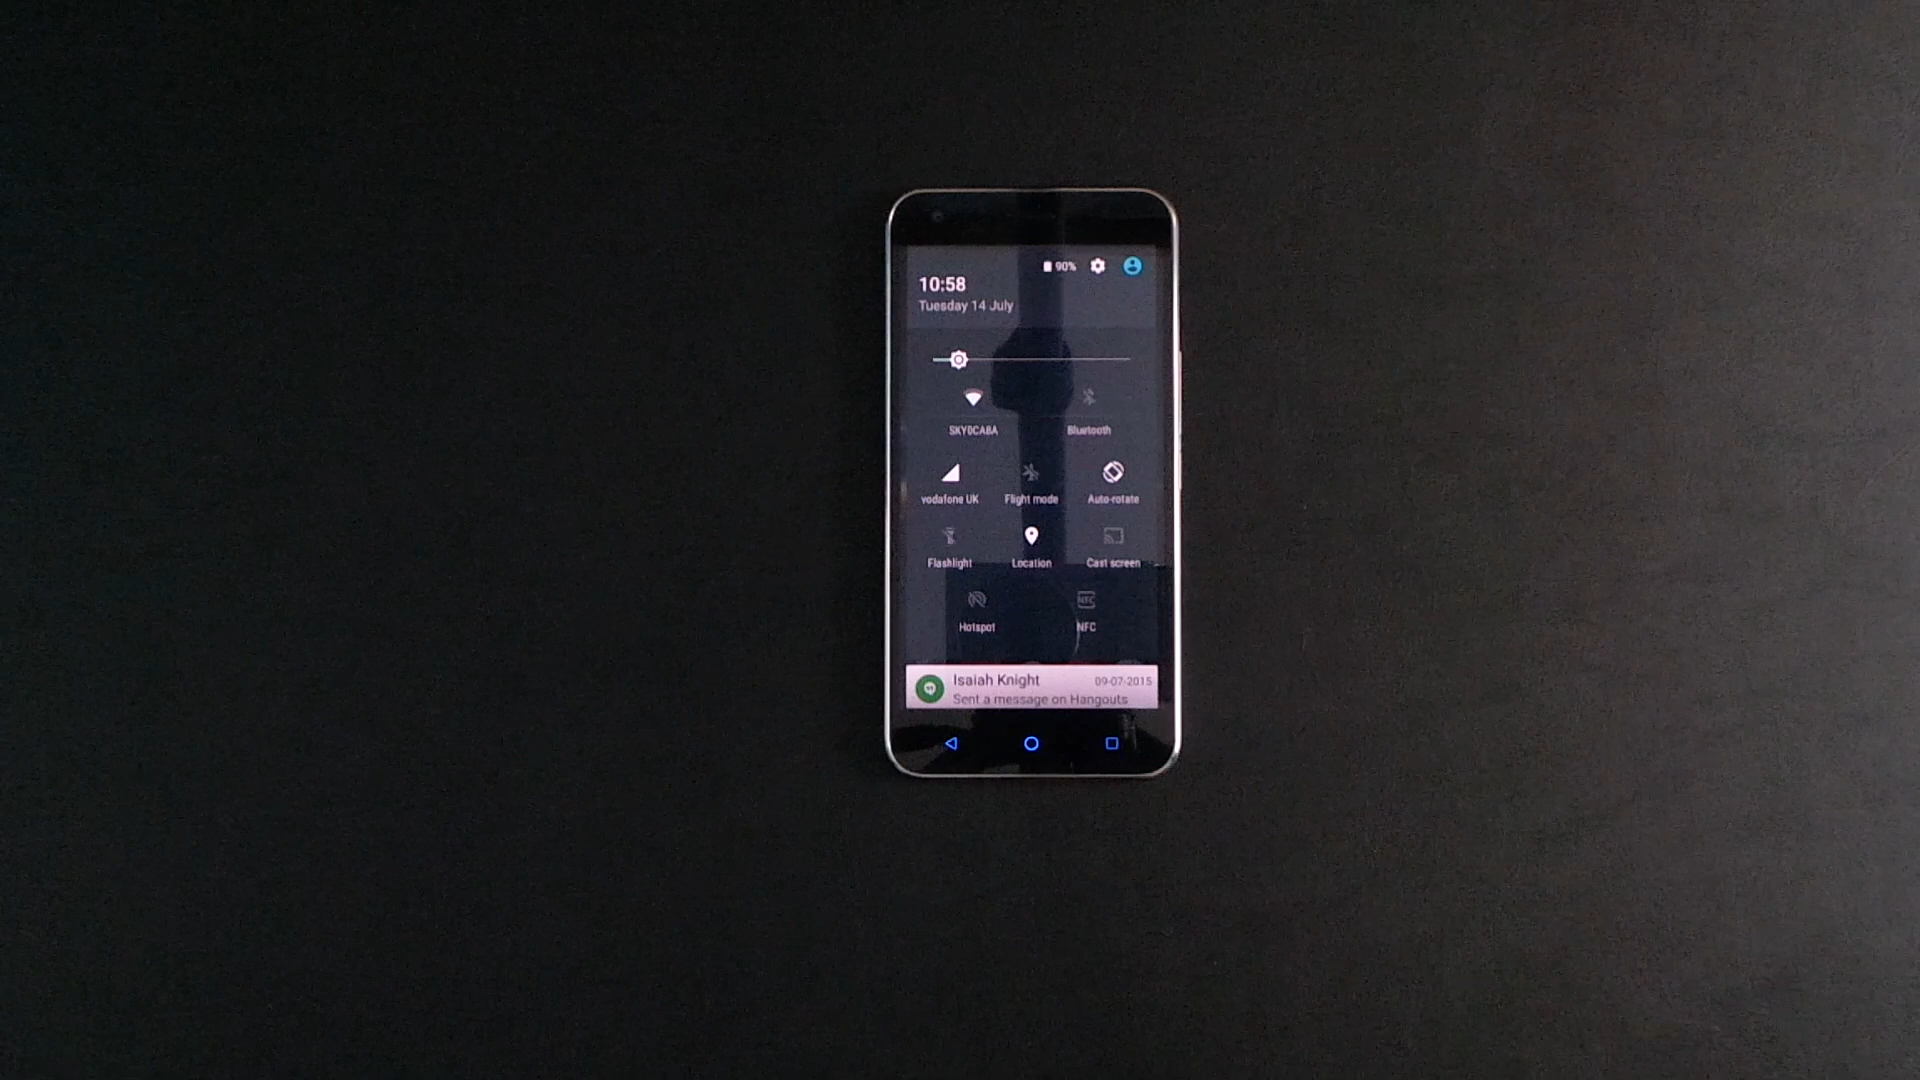 90%
10:58
Tuesday 14 July
SKY0CA8A
Bluetooth
vodafone UK
Flight mode
Auto-rotate
Flashlight
Location
Cast screen
NFC
Hotspot
NFC
Isaiah Knight
09-07-2015
Sent a message on Hangouts